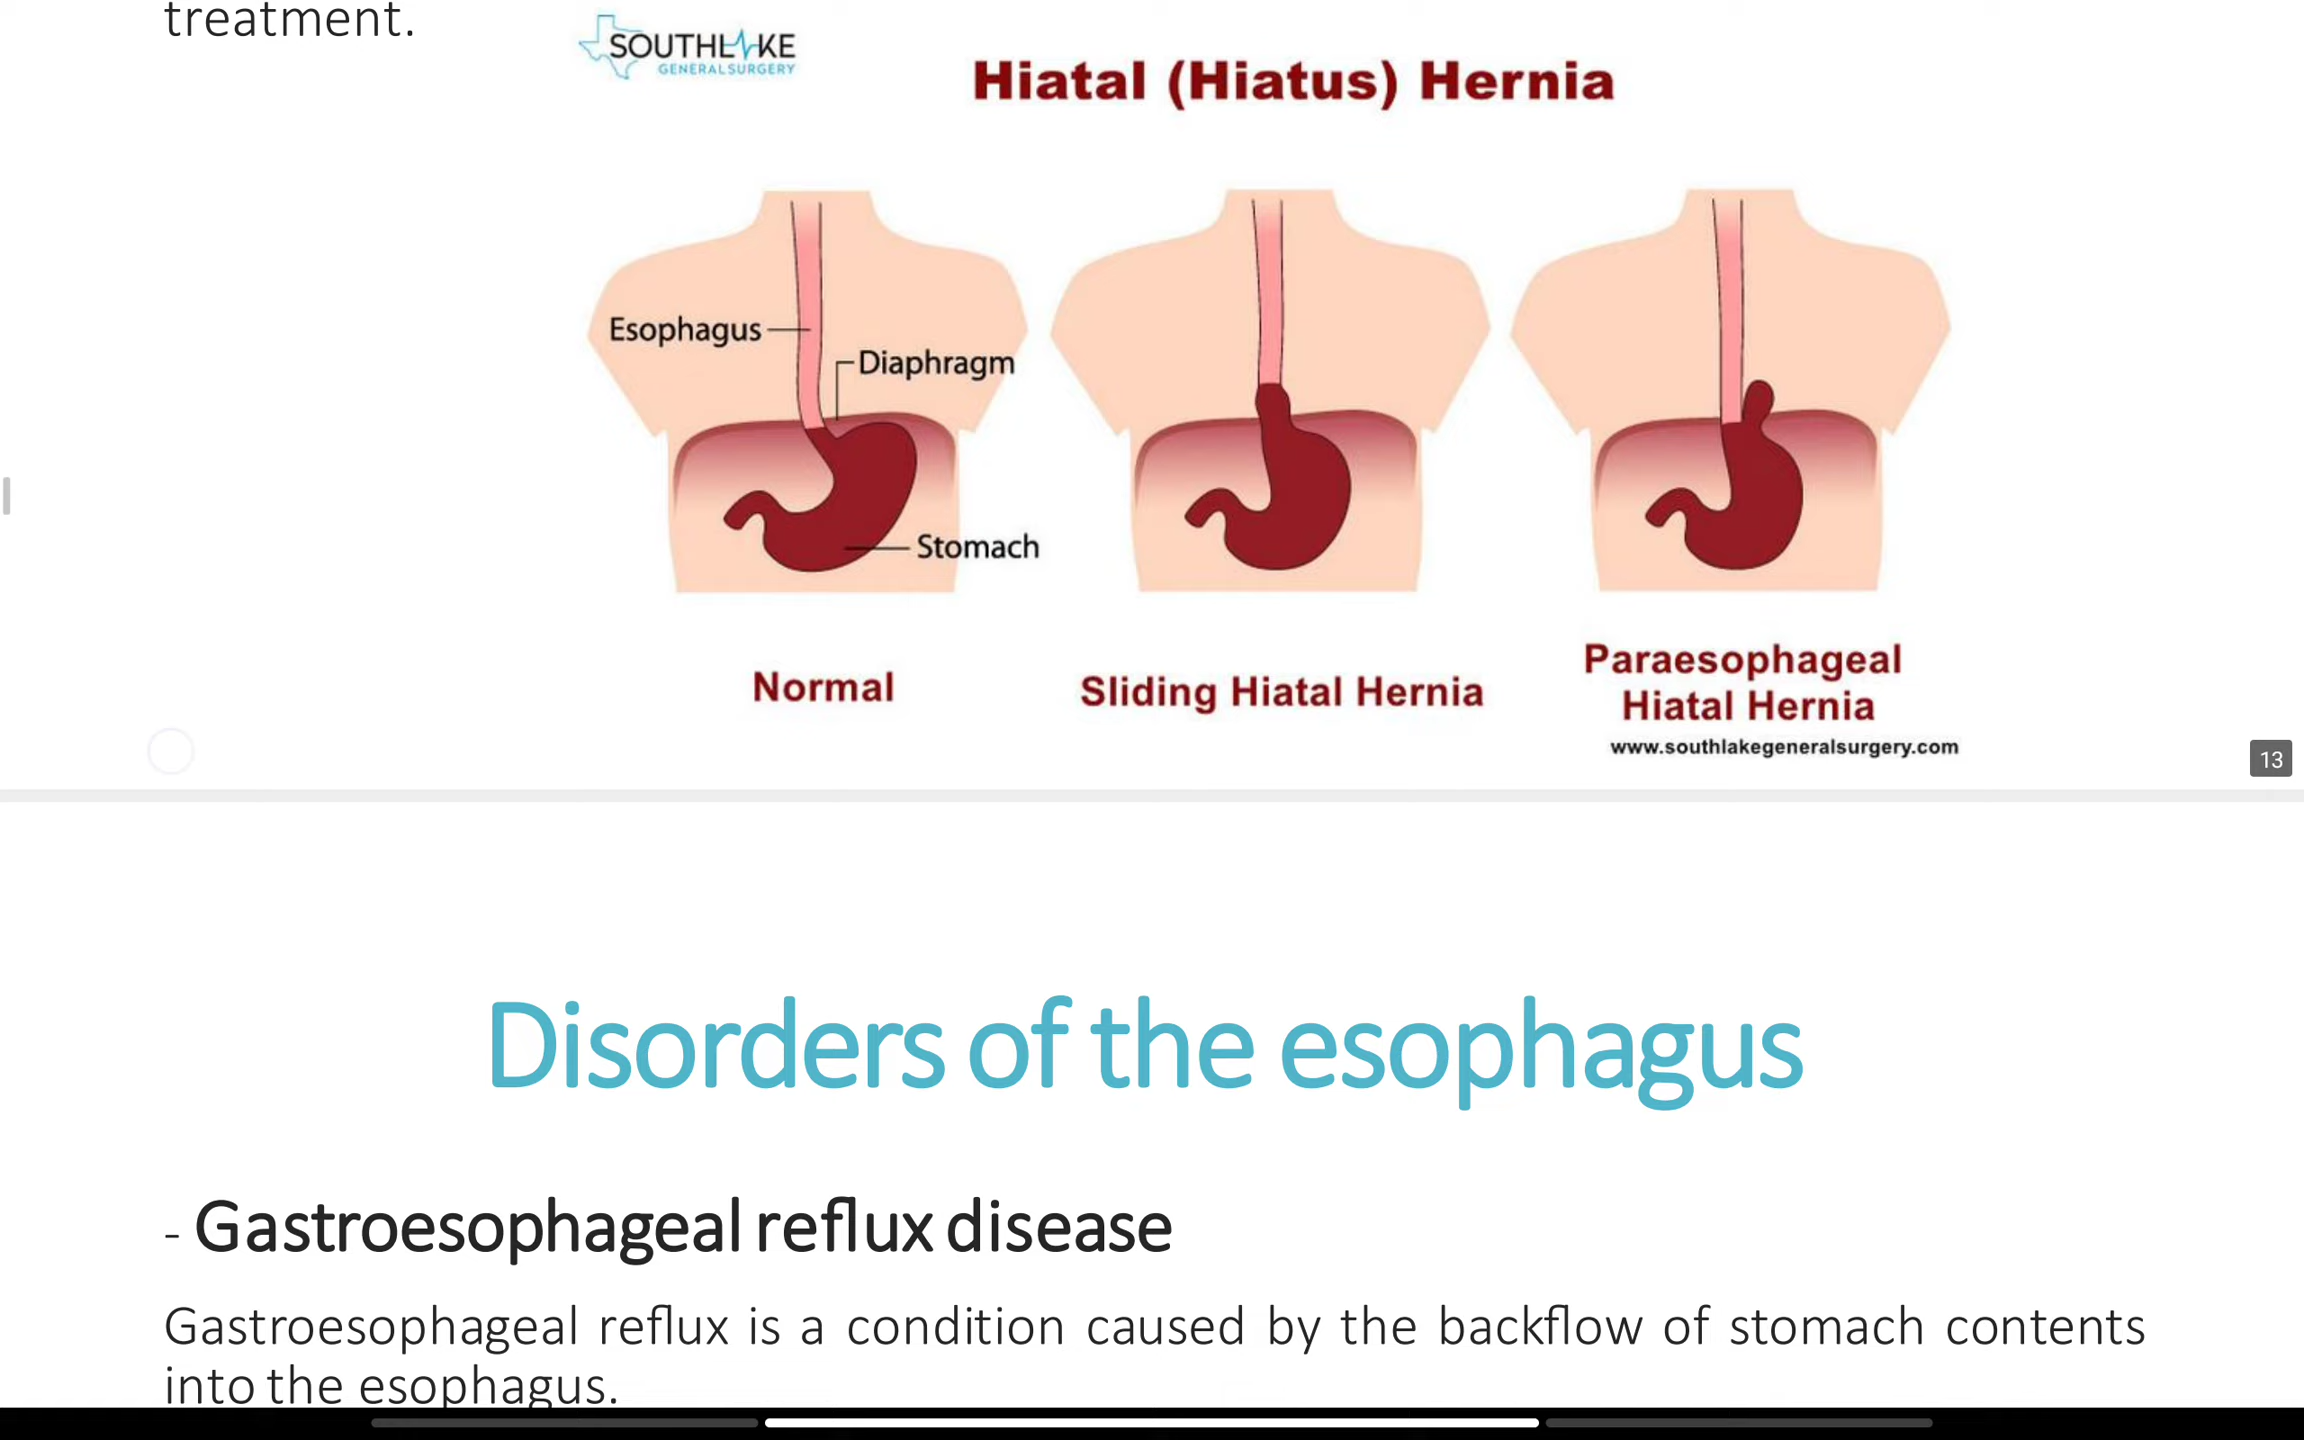 treatment.
SOUTHLAKE
GENERALSURGERY
Hiatal (Hiatus) Hernia
Esophagus
Diaphragm
Stomach
Normal
Sliding Hiatal Hernia
Paraesophageal
Hiatal Hernia
www.southlakegeneralsurgery.com
13
Disorders of the esophagus
- Gastroesophageal reflux disease
Gastroesophageal reflux is a condition caused by the backflow of stomach contents
into the esophagus.